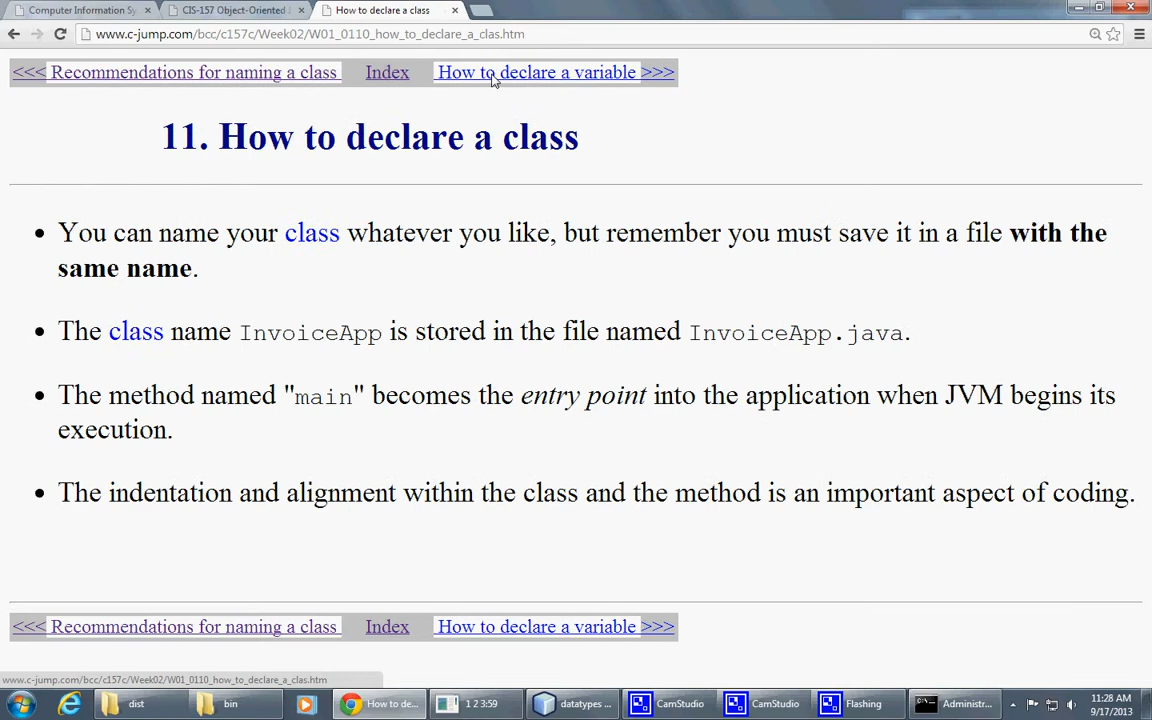 Computer Information Sy
CIS-157 Object-Oriented
How to declare a class
www.c-jump.com/bcc/c157c/Week02/W01_0110_how_to_declare_a_clas.htm
<<< Recommendations for naming a class Index How to declare a variable >>>
11. How to declare a class
You can name your class whatever you like, but remember you must save it in a file with the
same name.
The class name InvoiceApp is stored in the file named InvoiceApp.java.
The method named "main" becomes the entry point into the application when JVM begins its
execution.
The indentation and alignment within the class and the method is an important aspect of coding.
<<< Recommendations for naming a class Index How to declare a variable >>>
www.c-jump.com/bcc/c157c/Week02/W01_0110_how_to_declare_a_clas.htm
dist bin How to de... 1 2 3:59 datatypes ... CamStudio CamStudio Flashing Administr... 11:28 AM
9/17/2013